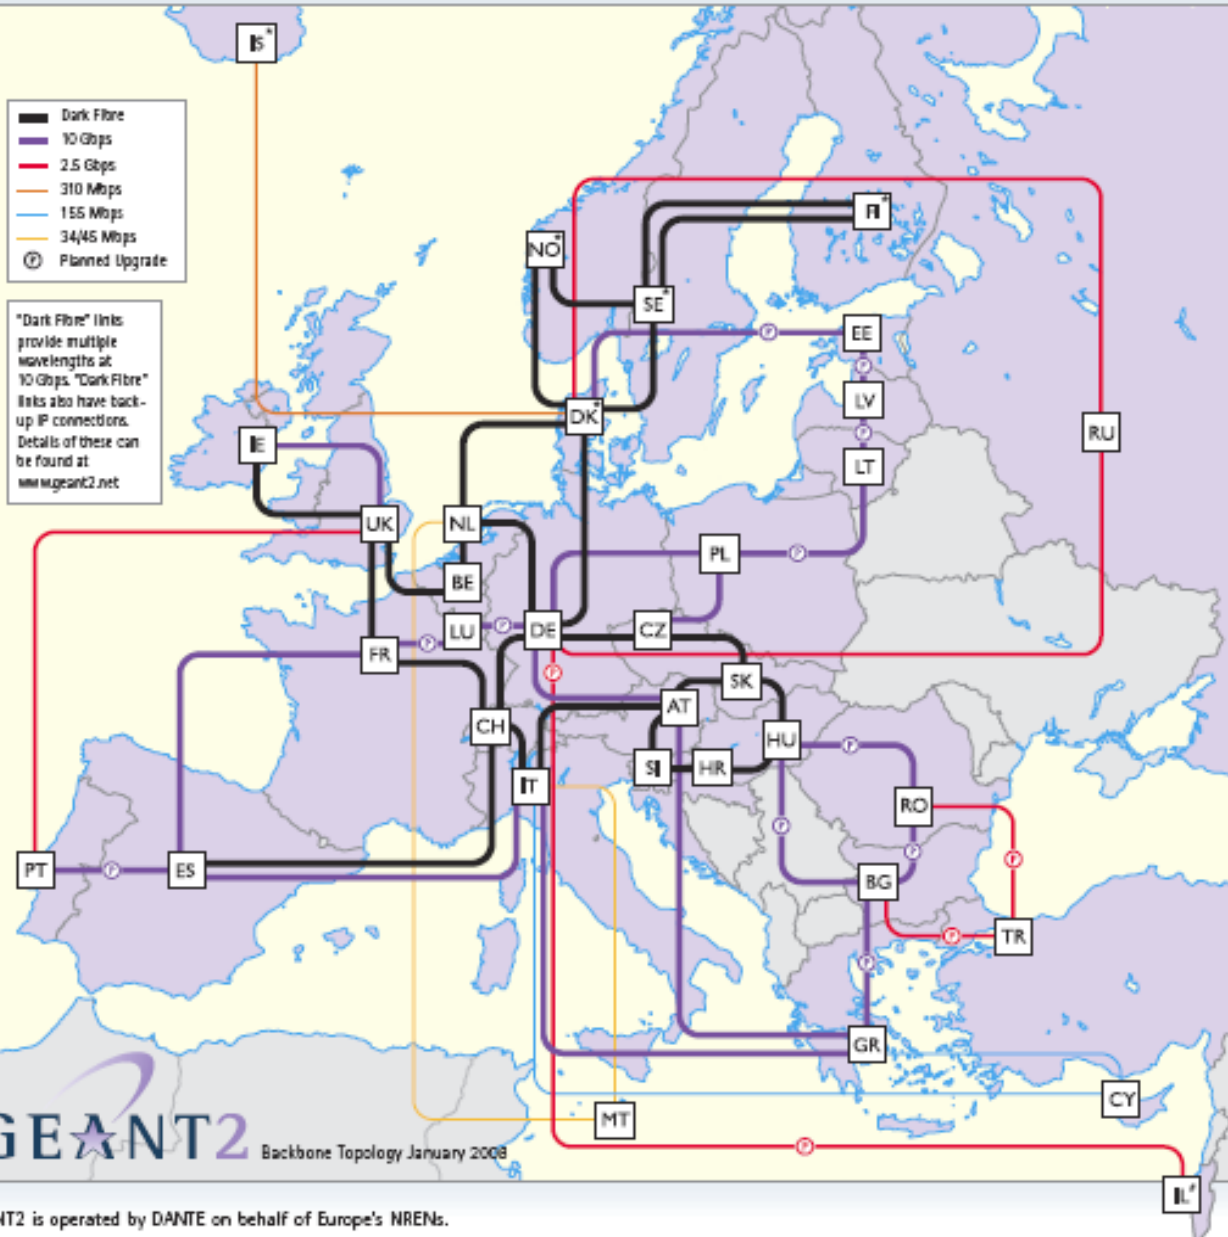 IS*
Dark Fibre
10 Gbps
2.5 Gbps
310 Mbps
155 Mbps
34/45 Mbps
P Planned Upgrade
"Dark Fibre" links
provide multiple
wavelengths at
10 Gbps. "Dark Fibre"
links also have back-
up IP connections.
Details of these can
be found at
www.geant2.net
FI*
NO*
SE*
P
EE
P
LV
DK*
P
RU
IE
LT
UK
NL
PL
P
BE
LU
P
DE
CZ
P
FR
P
SK
AT
CH
HU
P
SI
HR
IT
RO
P
P
P
PT
P
ES
BG
P
TR
P
GR
CY
MT
GEANT2
Backbone Topology January 2008
P
IL*
NT2 is operated by DANTE on behalf of Europe's NRENs.